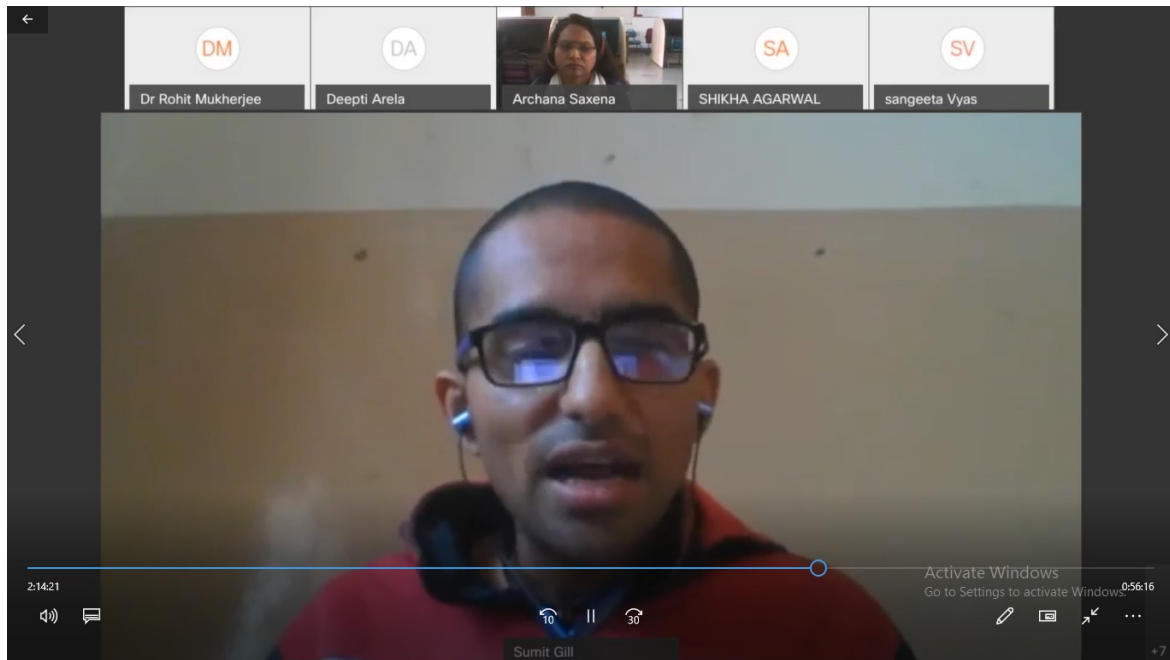 DM
DA
SA
SV
Dr Rohit Mukherjee
Deepti Arela
Archana Saxena
SHIKHA AGARWAL
sangeeta Vyas
2:14:21
Activate Windows
Go to Settings to activate Windows.
0:56:16
10
30
Sumit Gill
+7